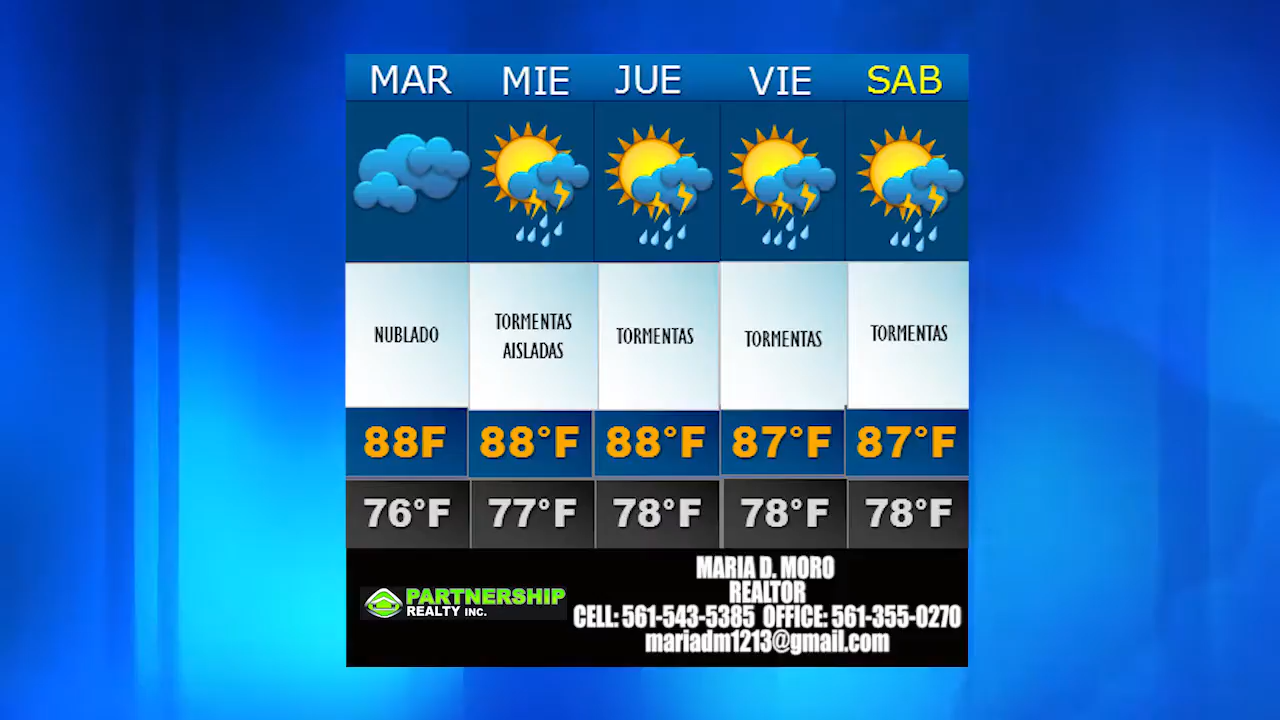 MAR MIE JUE VIE SAB
NUBLADO
TORMENTAS
AISLADAS
TORMENTAS
TORMENTAS
TORMENTAS
88F 88°F 88°F 87°F 87°F
76°F 77°F 78°F 78°F 78°F
PARTNERSHIP
REALTY INC.
MARIA D. MORO
REALTOR
CELL: 561-543-5385 OFFICE: 561-355-0270
mariadm1213@gmail.com